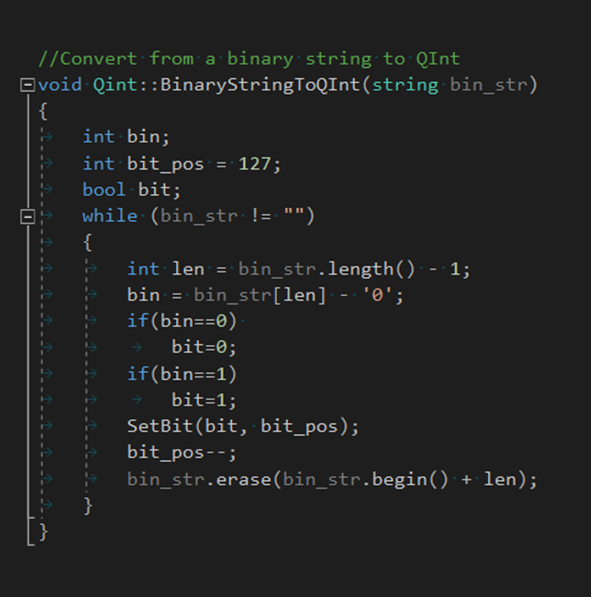 //Convert from a binary string to QInt
void Qint::BinaryStringToQInt(string bin_str)
{
int bin;
int bit_pos = 127;
bool bit;
while (bin_str != "")
{
int len = bin_str.length() - 1;
bin = bin_str[len] - '0';
if(bin==0)
bit=0;
if(bin==1)
bit=1;
SetBit(bit, bit_pos);
bit_pos--;
bin_str.erase(bin_str.begin() + len);
}
}